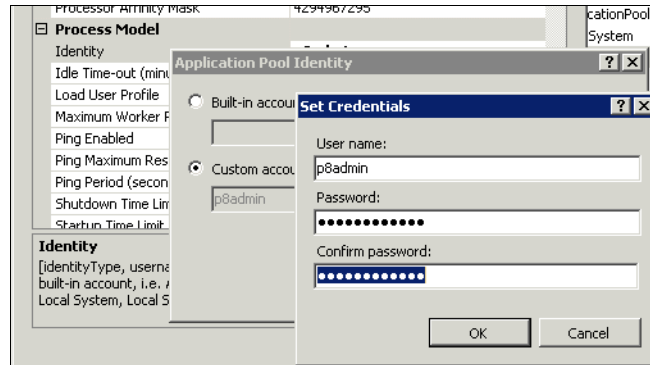 Processor Affinity Mask
4294967295
cationPool
Process Model
System
Identity
Application Pool Identity
Idle Time-out (minu
Load User Profile
Built-in accour
Set Credentials
Maximum Worker P
Ping Enabled
User name:
p8admin
Ping Maximum Res
Custom accou
Ping Period (secon
p8admin
Password:
●●●●●●●●●●●●
Shutdown Time Lim
Startup Time Limit
Confirm password:
●●●●●●●●●●●●
Identity
[identityType, userna
built-in account, i.e. A
Local System, Local S
OK
Cancel